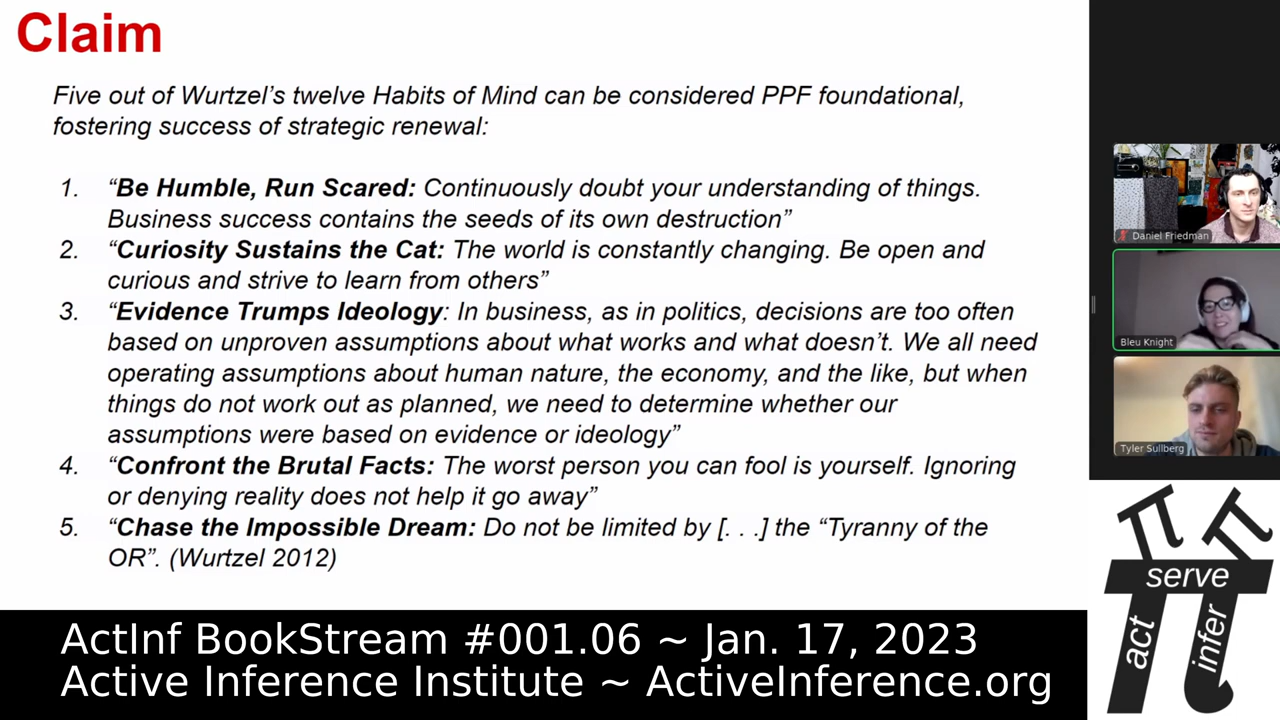 Claim
Five out of Wurtzel's twelve Habits of Mind can be considered PPF foundational,
fostering success of strategic renewal:
1. “Be Humble, Run Scared: Continuously doubt your understanding of things.
Business success contains the seeds of its own destruction”
2. “Curiosity Sustains the Cat: The world is constantly changing. Be open and
curious and strive to learn from others”
3. “Evidence Trumps Ideology: In business, as in politics, decisions are too often
based on unproven assumptions about what works and what doesn't. We all need
operating assumptions about human nature, the economy, and the like, but when
things do not work out as planned, we need to determine whether our
assumptions were based on evidence or ideology”
4. “Confront the Brutal Facts: The worst person you can fool is yourself. Ignoring
or denying reality does not help it go away”
5. “Chase the Impossible Dream: Do not be limited by [. . .] the “Tyranny of the
OR”. (Wurtzel 2012)
Daniel Friedman
Bleu Knight
Tyler Sullberg
serve
act
infer
ActInf BookStream #001.06 ~ Jan. 17, 2023
Active Inference Institute ~ ActiveInference.org